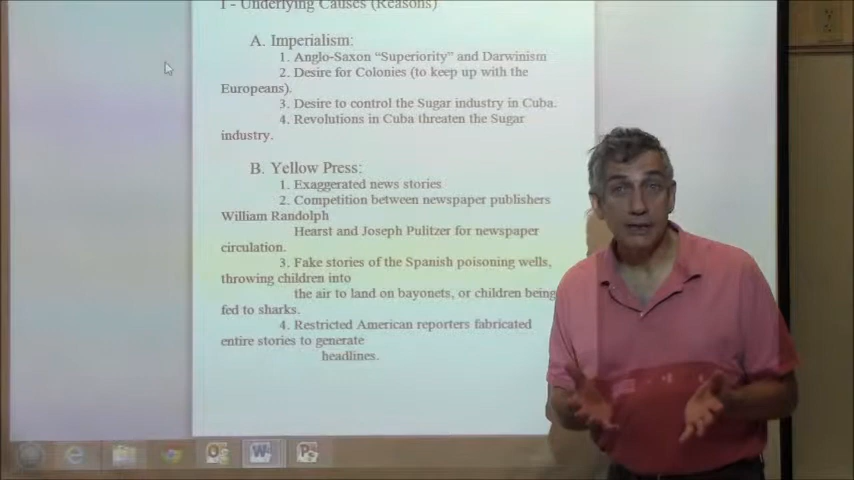 I - Underlying Causes (Reasons)
A. Imperialism:
1. Anglo-Saxon “Superiority” and Darwinism
2. Desire for Colonies (to keep up with the
Europeans).
3. Desire to control the Sugar industry in Cuba.
4. Revolutions in Cuba threaten the Sugar
industry.
B. Yellow Press:
1. Exaggerated news stories
2. Competition between newspaper publishers
William Randolph
Hearst and Joseph Pulitzer for newspaper
circulation.
3. Fake stories of the Spanish poisoning wells,
throwing children into
the air to land on bayonets, or children being
fed to sharks.
4. Restricted American reporters fabricated
entire stories to generate
headlines.